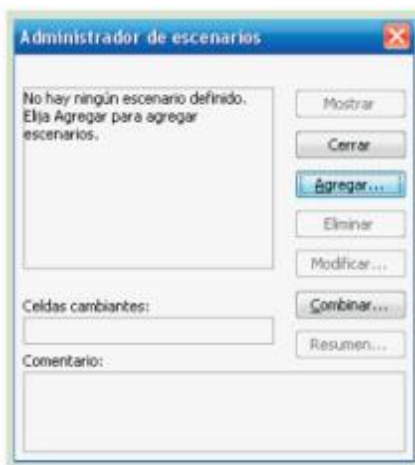 Administrador de escenarios
No hay ningún escenario definido.
Elija Agregar para agregar
escenarios.
Mostrar
Cerrar
Agregar...
Eliminar
Modificar...
Celdas cambiantes:
Combinar...
Resumen...
Comentario: